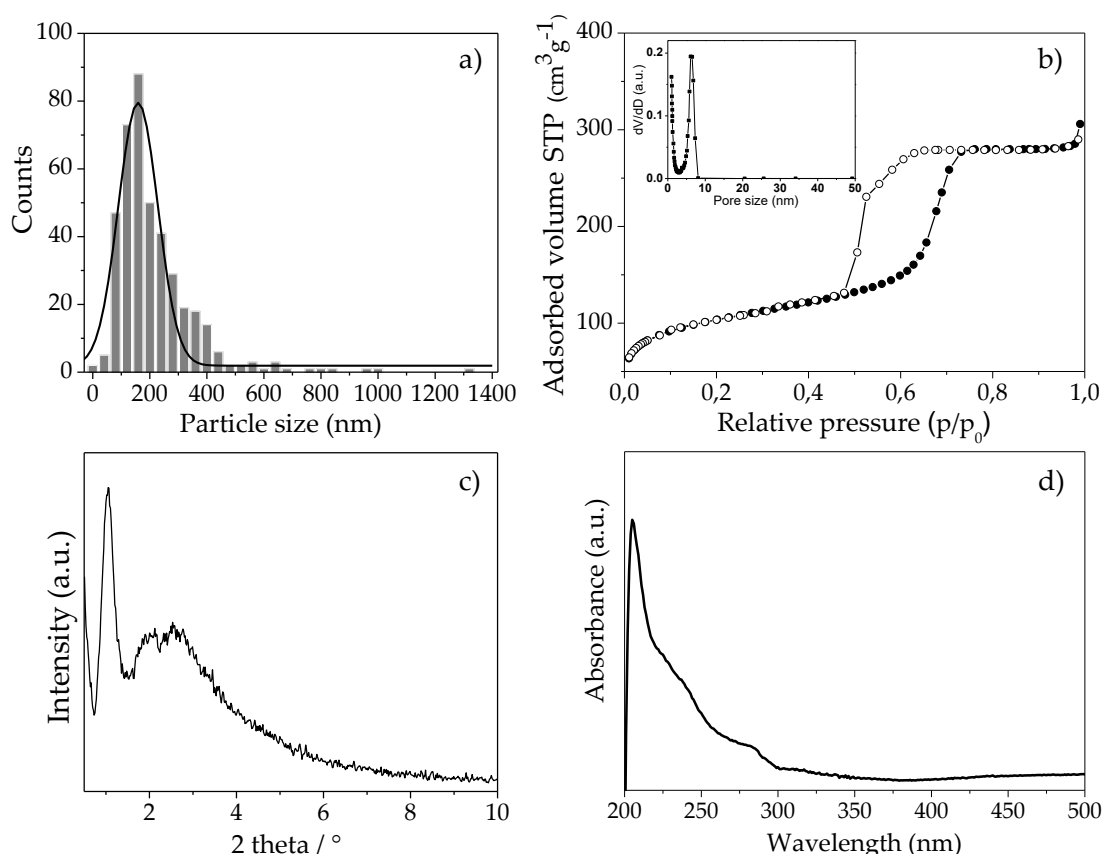 a)
100
80
60
40
20
0
Counts
0 200 400 600 800 1000 1200 1400
Particle size (nm)
b)
400
300
200
100
Adsorbed volume STP (cm³g⁻¹)
0,0 0,2 0,4 0,6 0,8 1,0
Relative pressure (p/p₀)
0.2
0.1
0.0
dV/dD (a.u.)
0 10 20 30 40 50
Pore size (nm)
c)
Intensity (a.u.)
2 4 6 8 10
2 theta / °
d)
Absorbance (a.u.)
200 250 300 350 400 450 500
Wavelength (nm)